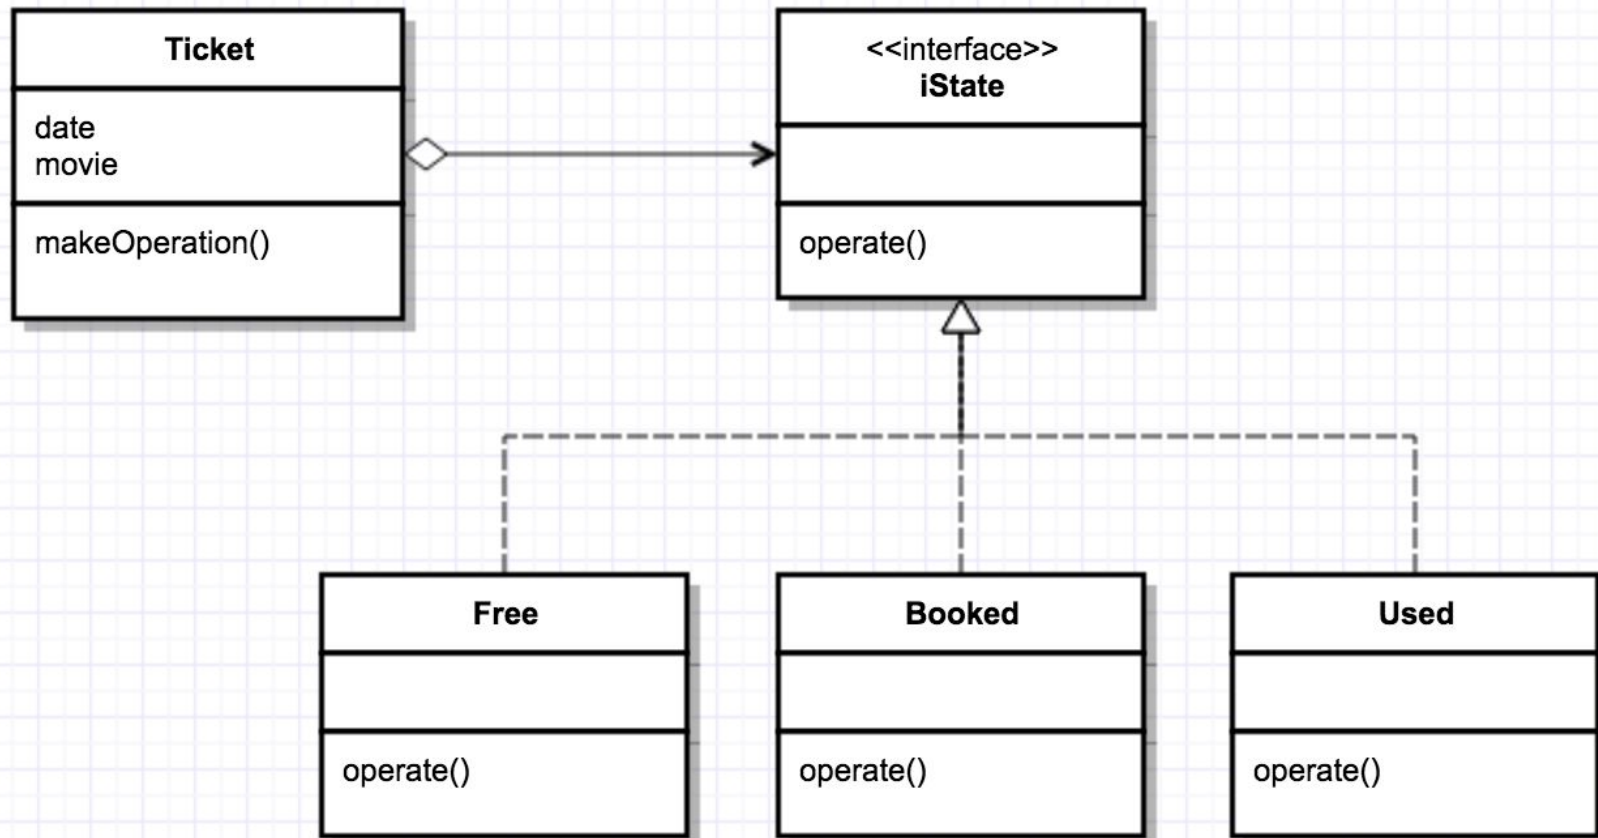 Ticket
date
movie
makeOperation()
<<interface>>
iState
operate()
Free
operate()
Booked
operate()
Used
operate()